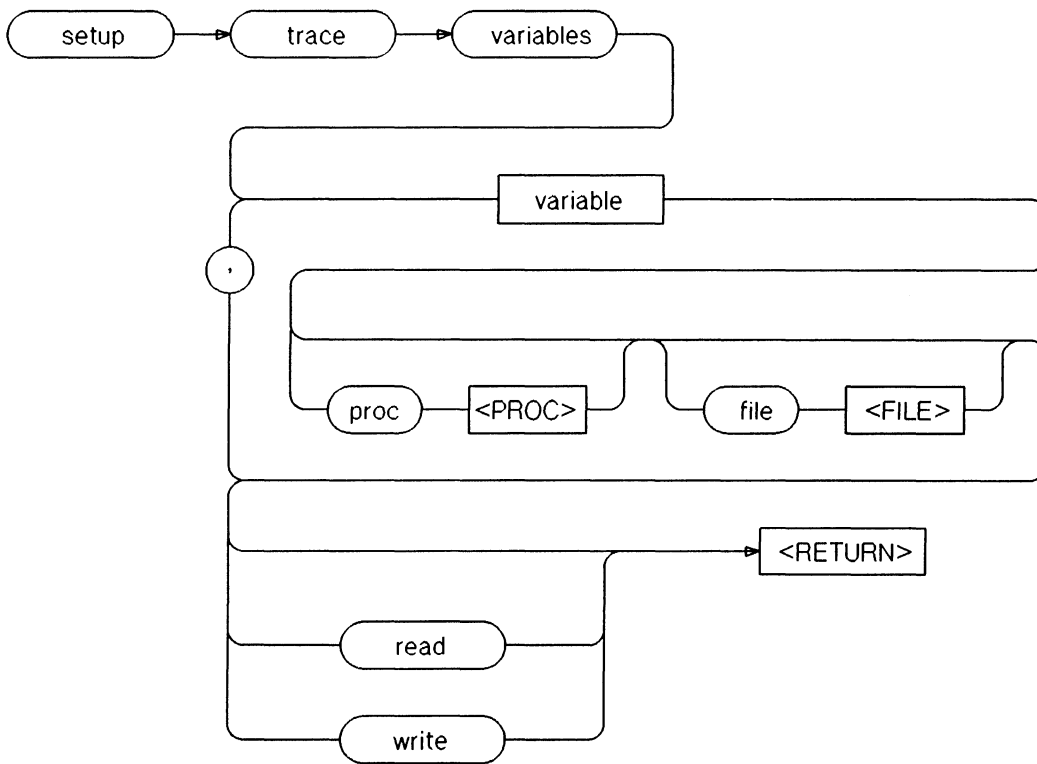 setup trace variables
variable
,
proc <PROC> file <FILE>
<RETURN>
read
write